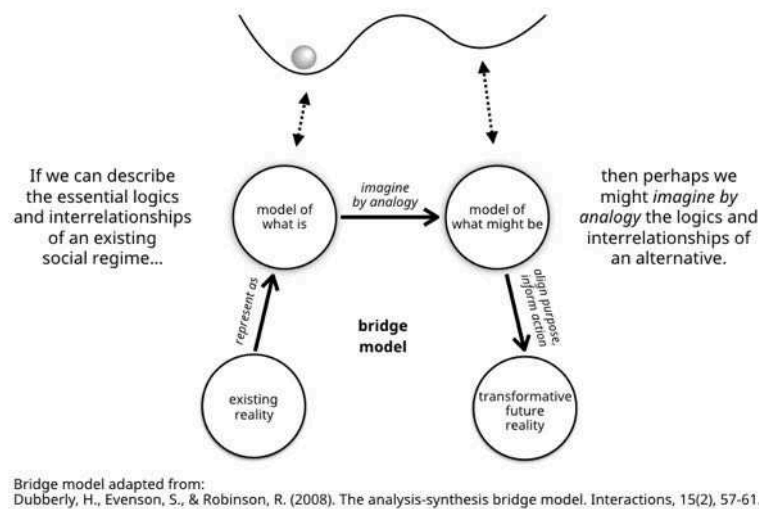 If we can describe
the essential logics
and interrelationships
of an existing
social regime...
model of
what is
imagine
by analogy
model of
what might be
then perhaps we
might imagine by
analogy the logics and
interrelationships of
an alternative.
represent as
bridge
model
align purpose,
inform action
existing
reality
transformative
future
reality
Bridge model adapted from:
Dubberly, H., Evenson, S., & Robinson, R. (2008). The analysis-synthesis bridge model. Interactions, 15(2), 57-61.